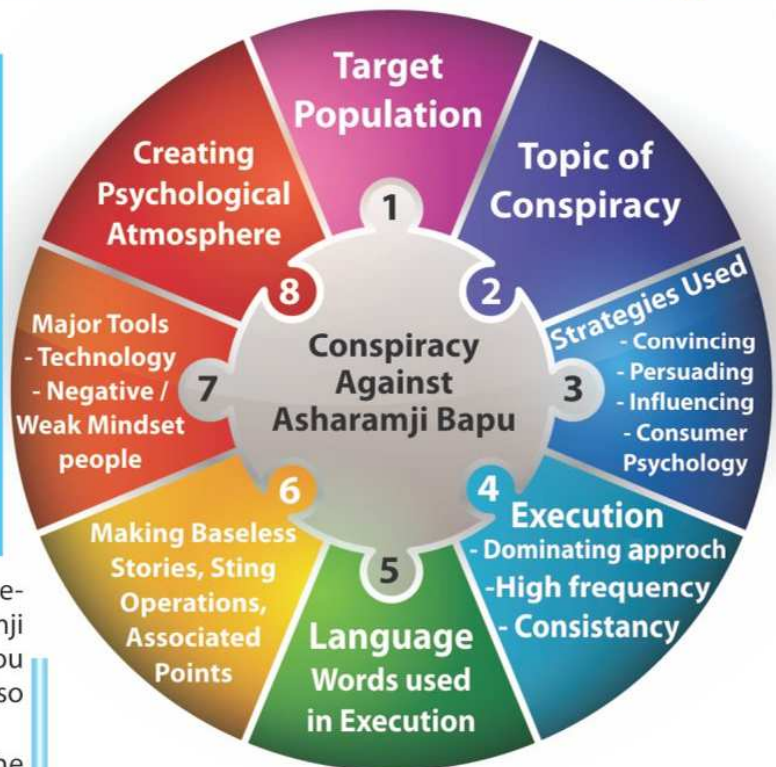 Conspiracy
Against
Asharamji Bapu
1
Target
Population
2
Topic of
Conspiracy
3
Strategies Used
- Convincing
- Persuading
- Influencing
- Consumer
Psychology
4
Execution
- Dominating approch
-High frequency
- Consistancy
5
Language
Words used
in Execution
6
Making Baseless
Stories, Sting
Operations,
Associated
Points
7
Major Tools
- Technology
- Negative /
Weak Mindset
people
8
Creating
Psychological
Atmosphere